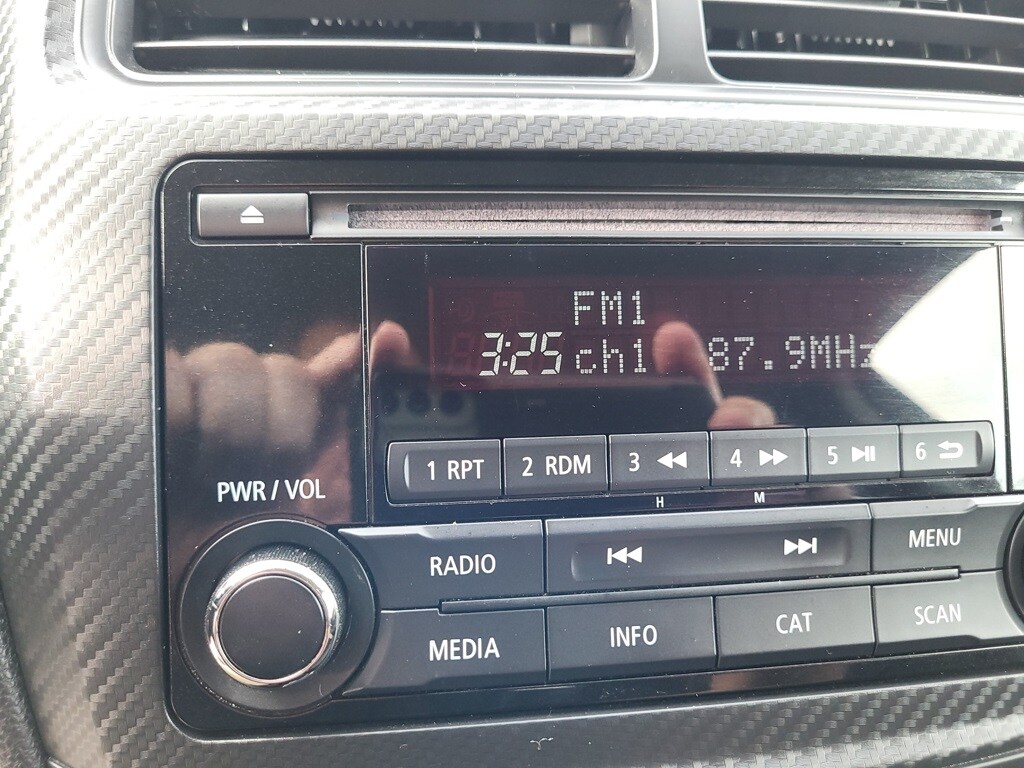 FM1
3:25 ch1 87.9MHz
1 RPT 2 RDM 3 4 5 6
H M
PWR / VOL
RADIO MENU
MEDIA INFO CAT SCAN